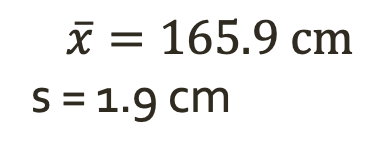 x̄ = 165.9 cm
s = 1.9 cm